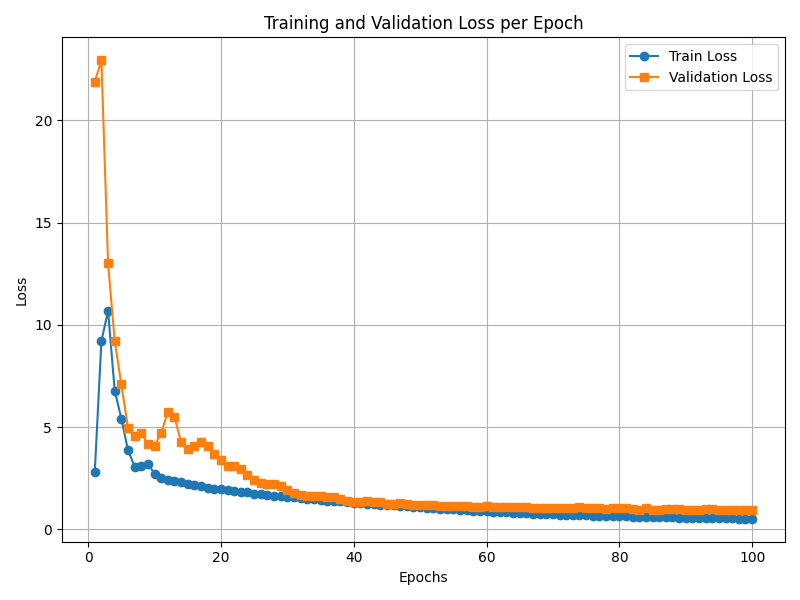 Training and Validation Loss per Epoch
Train Loss
Validation Loss
Loss
20
15
10
5
0
0 20 40 60 80 100
Epochs